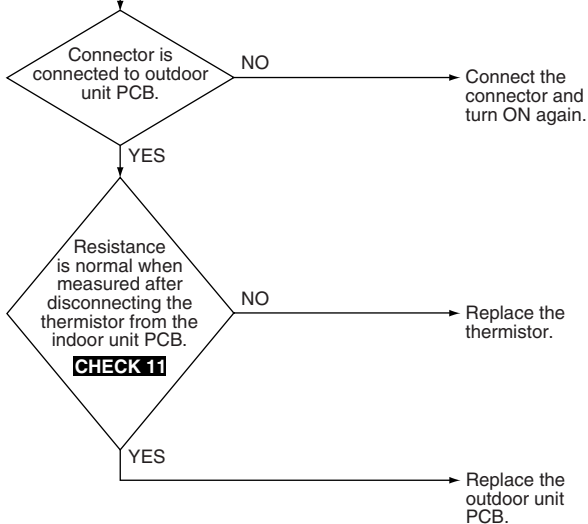 Connector is
connected to outdoor
unit PCB.
NO
Connect the
connector and
turn ON again.
YES
Resistance
is normal when
measured after
disconnecting the
thermistor from the
indoor unit PCB.
CHECK 11
NO
Replace the
thermistor.
YES
Replace the
outdoor unit
PCB.